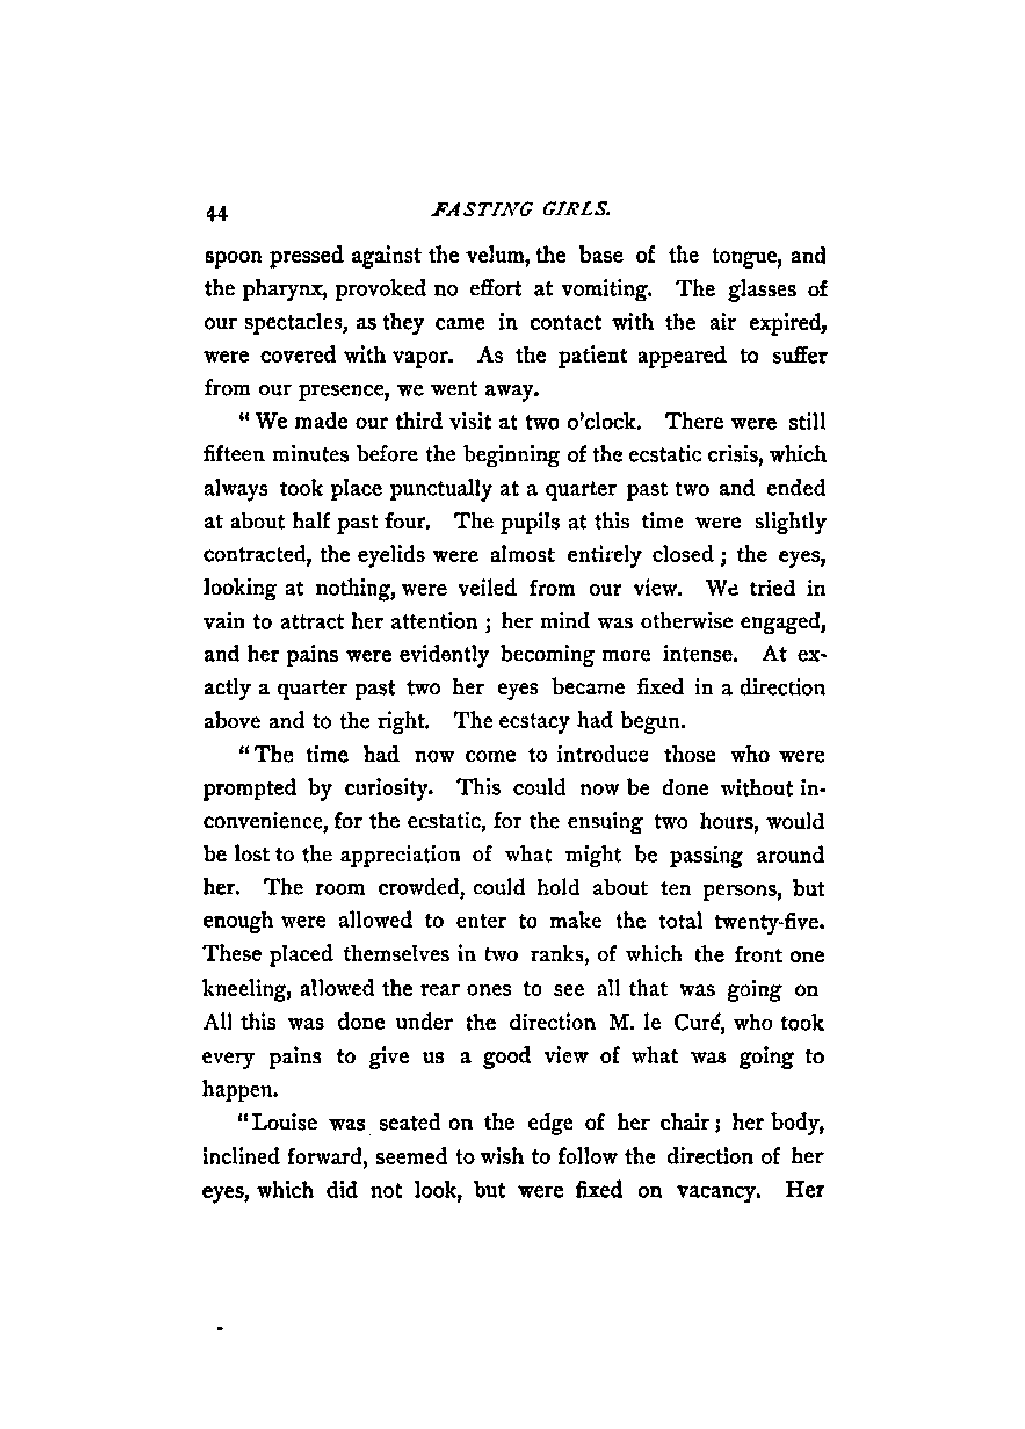 44 FASTING GIRLS.
spoon pressed against the velum, the base of the tongue, and
the pharynx, provoked no effort at vomiting. The glasses of
our spectacles, as they came in contact with the air expired,
were covered with vapor. As the patient appeared to suffer
from our presence, we went away.
"We made our third visit at two o'clock. There were still
fifteen minutes before the beginning of the ecstatic crisis, which
always took place punctually at a quarter past two and ended
at about half past four. The pupils at this time were slightly
contracted, the eyelids were almost entirely closed; the eyes,
looking at nothing, were veiled from our view. We tried in
vain to attract her attention; her mind was otherwise engaged,
and her pains were evidently becoming more intense. At ex-
actly a quarter past two her eyes became fixed in a direction
above and to the right. The ecstacy had begun.
"The time had now come to introduce those who were
prompted by curiosity. This could now be done without in-
convenience, for the ecstatic, for the ensuing two hours, would
be lost to the appreciation of what might be passing around
her. The room crowded, could hold about ten persons, but
enough were allowed to enter to make the total twenty-five.
These placed themselves in two ranks, of which the front one
kneeling, allowed the rear ones to see all that was going on
All this was done under the direction M. le Curé, who took
every pains to give us a good view of what was going to
happen.
"Louise was seated on the edge of her chair; her body,
inclined forward, seemed to wish to follow the direction of her
eyes, which did not look, but were fixed on vacancy. Her